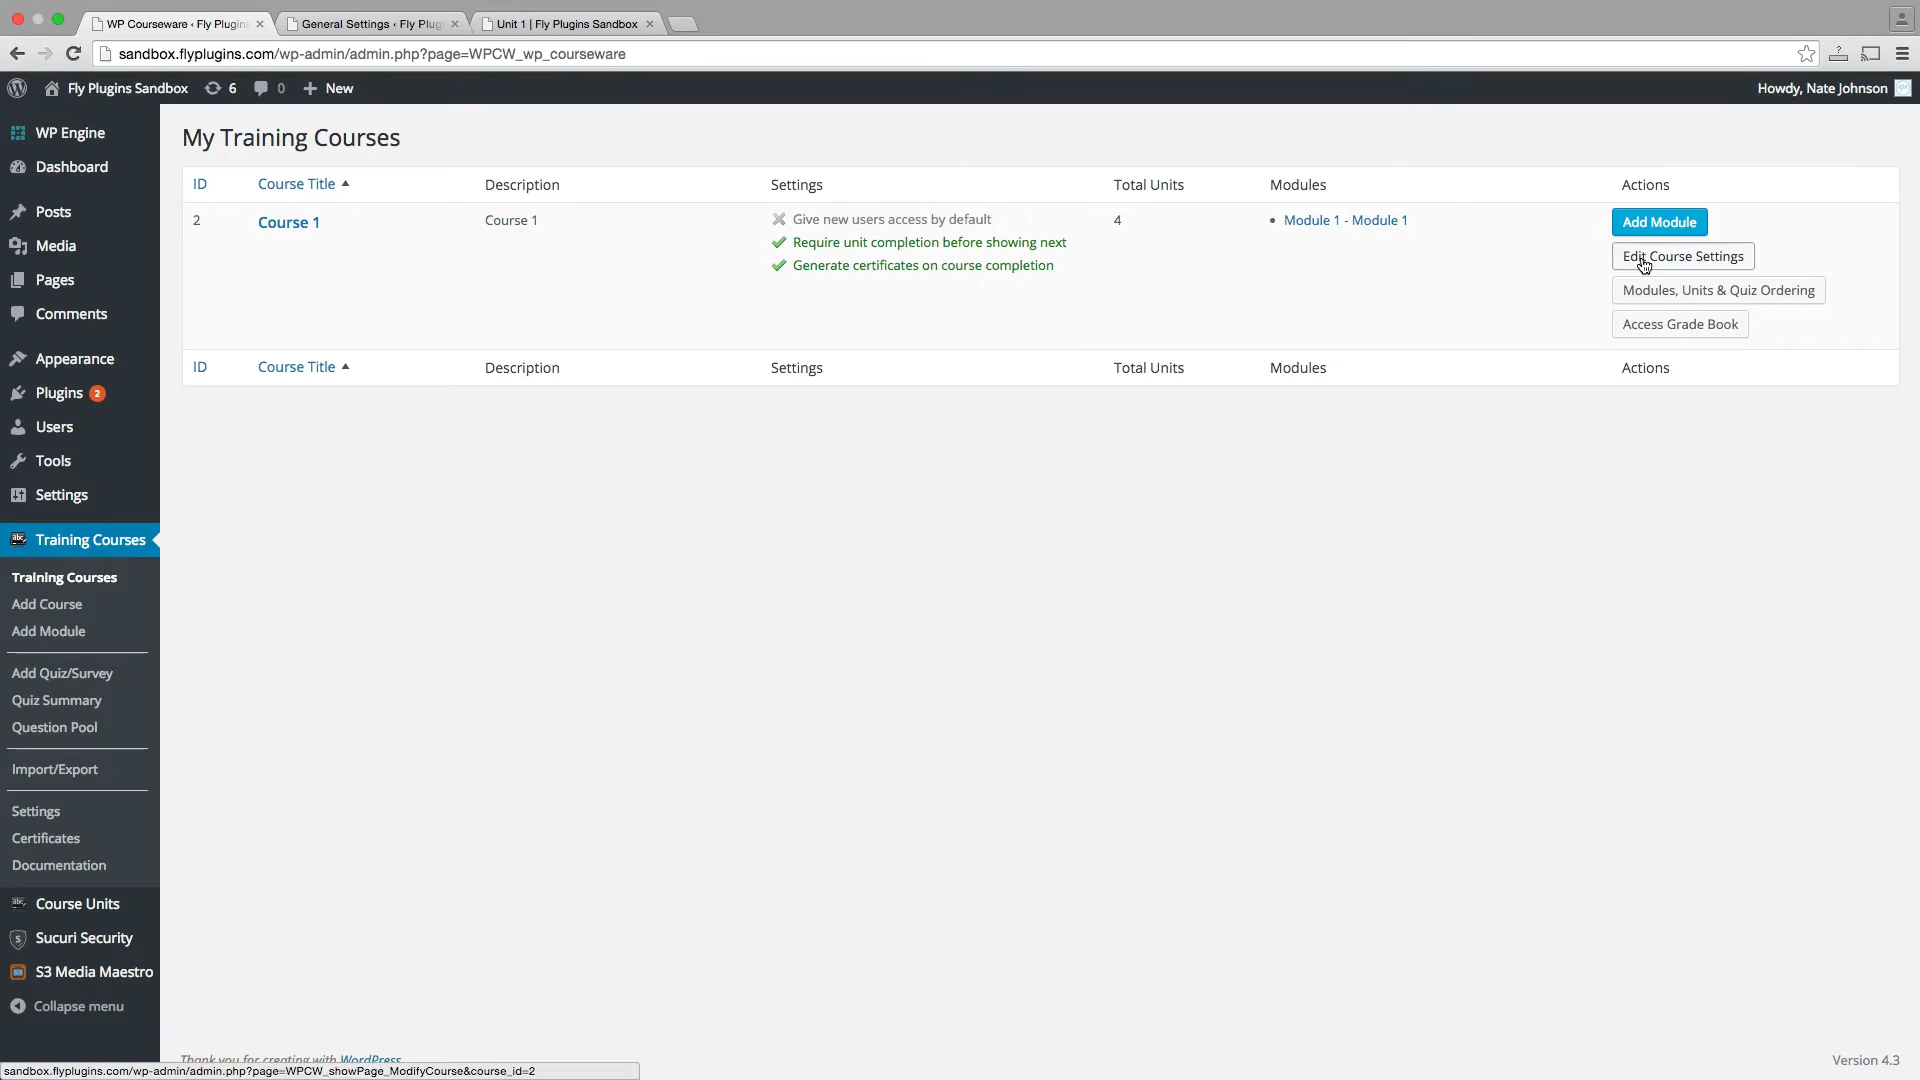 WP Courseware ‹ Fly Plugin
General Settings ‹ Fly Plug
Unit 1 | Fly Plugins Sandbox
sandbox.flyplugins.com/wp-admin/admin.php?page=WPCW_wp_courseware
Fly Plugins Sandbox 6 0 New
Howdy, Nate Johnson
WP Engine
Dashboard
Posts
Media
Pages
Comments
Appearance
Plugins 2
Users
Tools
Settings
Training Courses
Training Courses
Add Course
Add Module
Add Quiz/Survey
Quiz Summary
Question Pool
Import/Export
Settings
Certificates
Documentation
Course Units
Sucuri Security
S3 Media Maestro
Collapse menu
My Training Courses
ID Course Title Description Settings Total Units Modules Actions
2 Course 1 Course 1 Give new users access by default 4 Module 1 - Module 1 Add Module
Require unit completion before showing next
Edit Course Settings
Generate certificates on course completion
Modules, Units & Quiz Ordering
Access Grade Book
ID Course Title Description Settings Total Units Modules Actions
Thank you for creating with WordPress
Version 4.3
sandbox.flyplugins.com/wp-admin/admin.php?page=WPCW_showPage_ModifyCourse&course_id=2